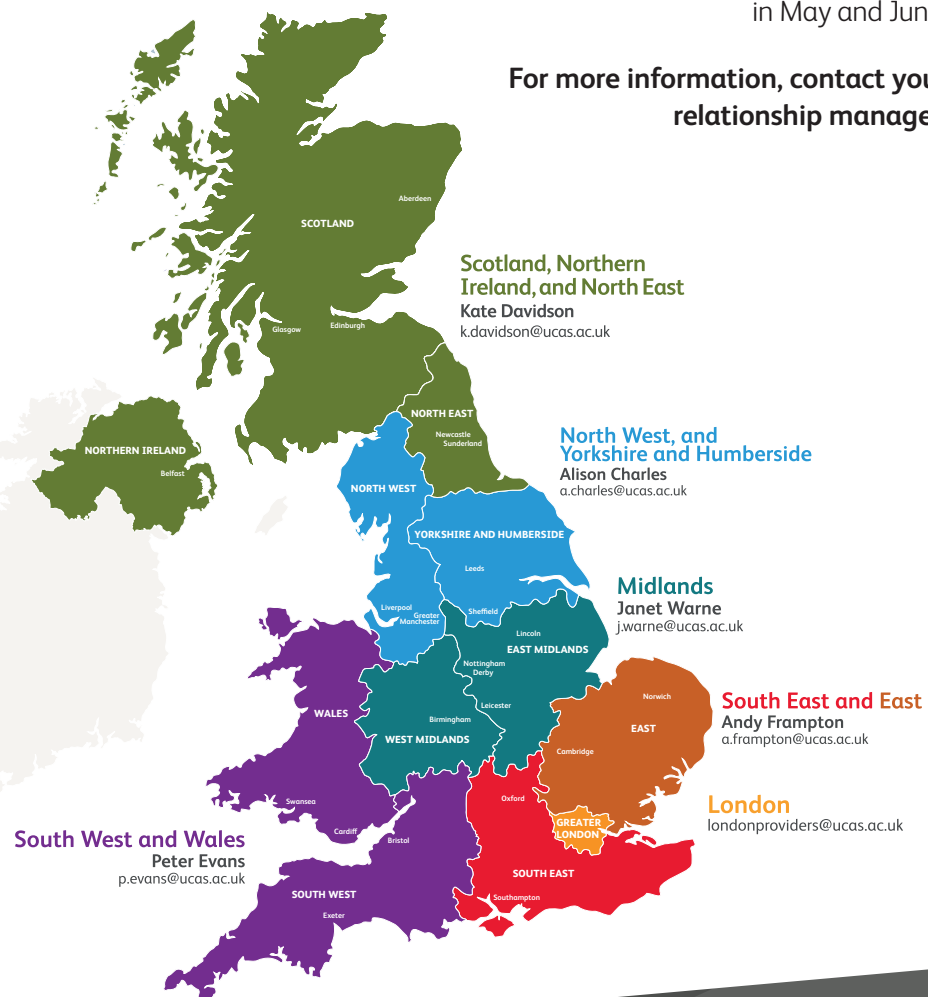 in May and Jun
For more information, contact you
relationship manage
Aberdeen
SCOTLAND
Scotland, Northern
Ireland, and North East
Kate Davidson
k.davidson@ucas.ac.uk
Glasgow
Edinburgh
NORTH EAST
Newcastle
Sunderland
NORTHERN IRELAND
Belfast
North West, and
Yorkshire and Humberside
Alison Charles
a.charles@ucas.ac.uk
NORTH WEST
YORKSHIRE AND HUMBERSIDE
Leeds
Liverpool
Greater
Manchester
Sheffield
Midlands
Janet Warne
j.warne@ucas.ac.uk
Lincoln
EAST MIDLANDS
Nottingham
Derby
Leicester
Birmingham
WEST MIDLANDS
WALES
Norwich
EAST
Cambridge
South East and East
Andy Frampton
a.frampton@ucas.ac.uk
Swansea
Cardiff
Bristol
Oxford
GREATER
LONDON
London
londonproviders@ucas.ac.uk
South West and Wales
Peter Evans
p.evans@ucas.ac.uk
SOUTH EAST
SOUTH WEST
Southampton
Exeter